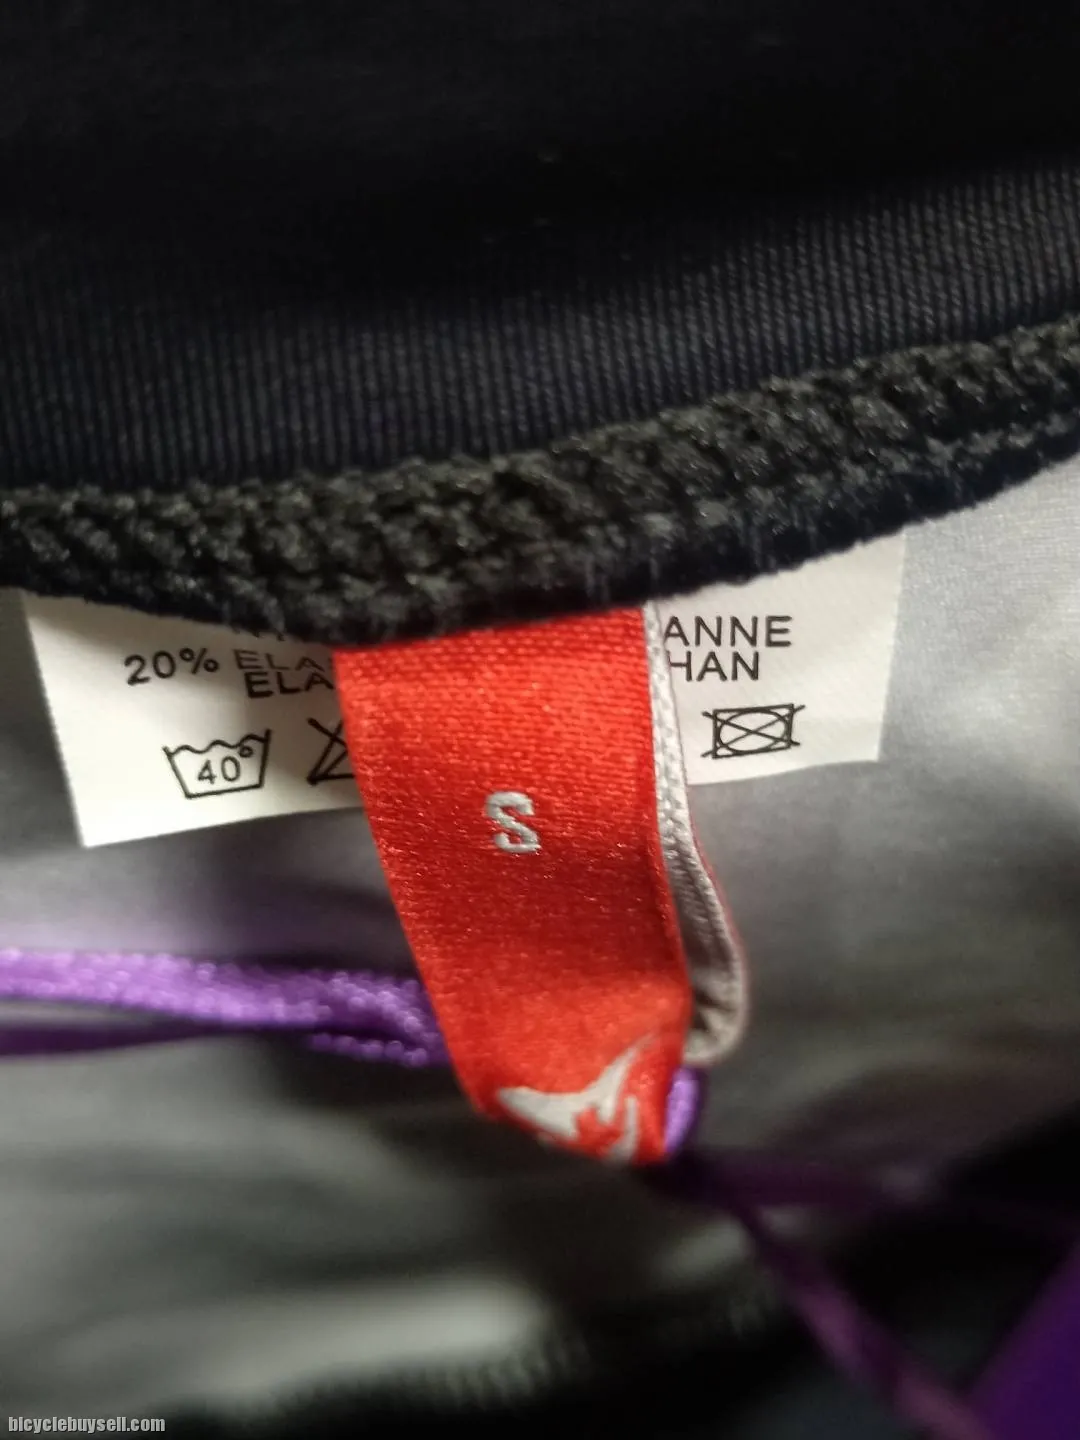 20% ELA
ELA
40°
ANNE
HAN
S
bicyclebuysell.com